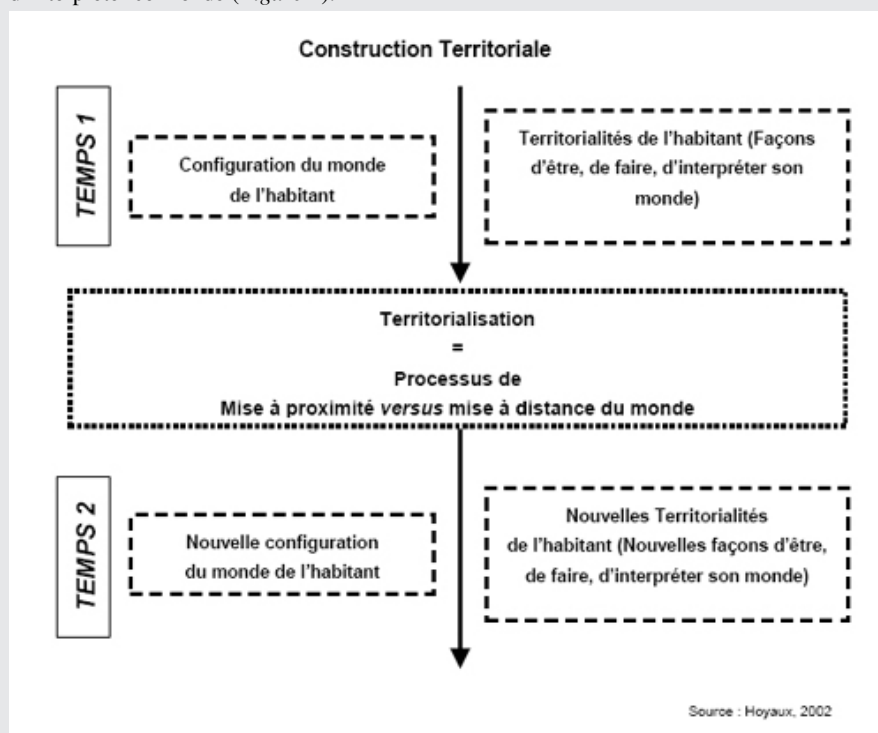 Construction Territoriale
TEMPS 1
Configuration du monde
de l'habitant
Territorialités de l'habitant (Façons
d'être, de faire, d'interpréter son
monde)
Territorialisation
=
Processus de
Mise à proximité versus mise à distance du monde
TEMPS 2
Nouvelle configuration
du monde de l'habitant
Nouvelles Territorialités
de l'habitant (Nouvelles façons d'être,
de faire, d'interpréter son monde)
Source : Hoyaux, 2002